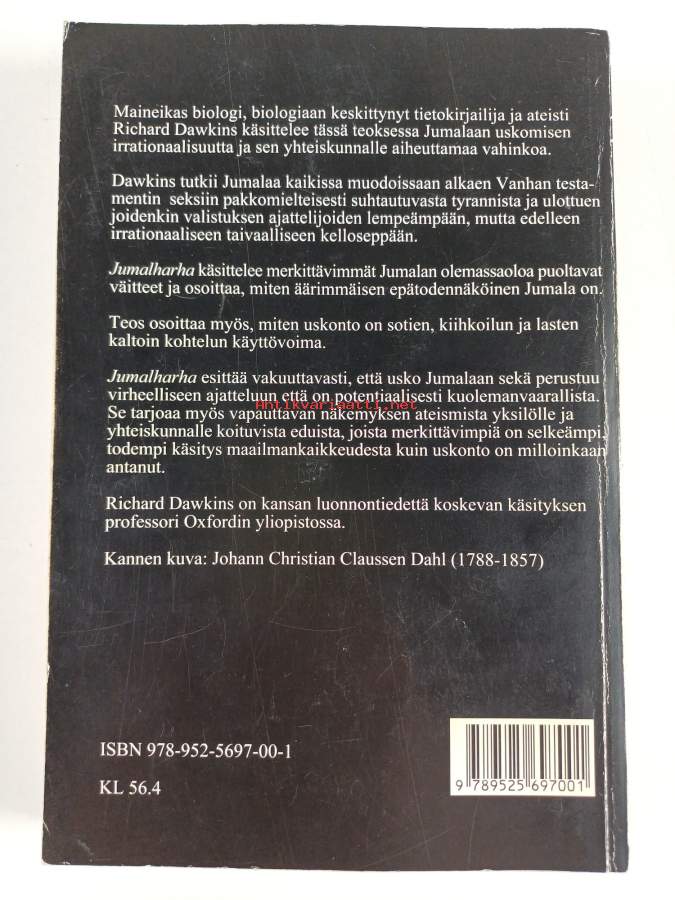 Maineikas biologi, biologiaan keskittynyt tietokirjailija ja ateisti
Richard Dawkins käsittelee tässä teoksessa Jumalaan uskomisen
irrationaalisuutta ja sen yhteiskunnalle aiheuttamaa vahinkoa.
Dawkins tutkii Jumalaa kaikissa muodoissaan alkaen Vanhan testa-
mentin seksiin pakkomielteisesti suhtautuvasta tyrannista ja ulottuen
joidenkin valistuksen ajattelijoiden lempeämpään, mutta edelleen
irrationaaliseen taivaalliseen kelloseppään.
Jumalharha käsittelee merkittävimmät Jumalan olemassaoloa puoltavat
väitteet ja osoittaa, miten äärimmäisen epätodennäköinen Jumala on.
Teos osoittaa myös, miten uskonto on sotien, kiihkoilun ja lasten
kaltoin kohtelun käyttövoima.
Jumalharha esittää vakuuttavasti, että usko Jumalaan sekä perustuu
virheelliseen ajatteluun että on potentiaalisesti kuolemanvaarallista.
Antikvariaatti.net
Se tarjoaa myös vapauttavan näkemyksen ateismista yksilölle ja
yhteiskunnalle koituvista eduista, joista merkittävimpiä on selkeämpi,
todempi käsitys maailmankaikkeudesta kuin uskonto on milloinkaan
antanut.
Richard Dawkins on kansan luonnontiedettä koskevan käsityksen
professori Oxfordin yliopistossa.
Kannen kuva: Johann Christian Claussen Dahl (1788-1857)
ISBN 978-952-5697-00-1
KL 56.4
9 789525 697001